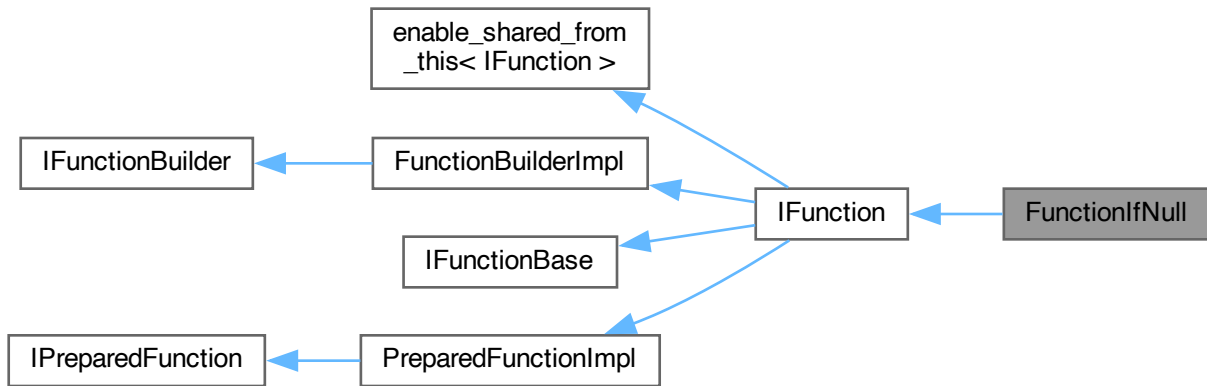 enable_shared_from
_this< IFunction >
IFunctionBuilder
FunctionBuilderImpl
IFunction
FunctionIfNull
IFunctionBase
IPreparedFunction
PreparedFunctionImpl